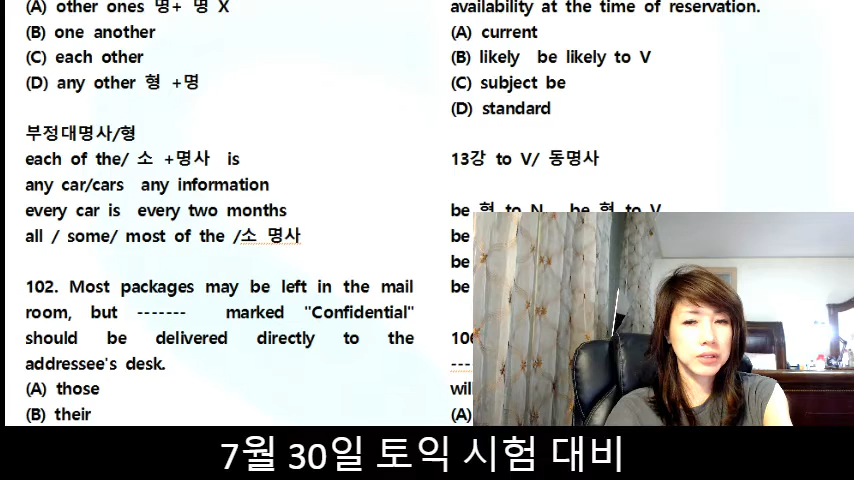 (A) other ones 명+ 명 X
(B) one another
(C) each other
(D) any other 형 +명
부정대명사/형
each of the/ 소 +명사 is
any car/cars any information
every car is every two months
all / some/ most of the /소 명사
102. Most packages may be left in the mail
room, but ------- marked "Confidential"
should be delivered directly to the
addressee's desk.
(A) those
(B) their
availability at the time of reservation.
(A) current
(B) likely be likely to V
(C) subject be
(D) standard
13강 to V/ 동명사
be 형 to N be 형 to V
be
be
be
106
---
wil
(A)
7월 30일 토익 시험 대비